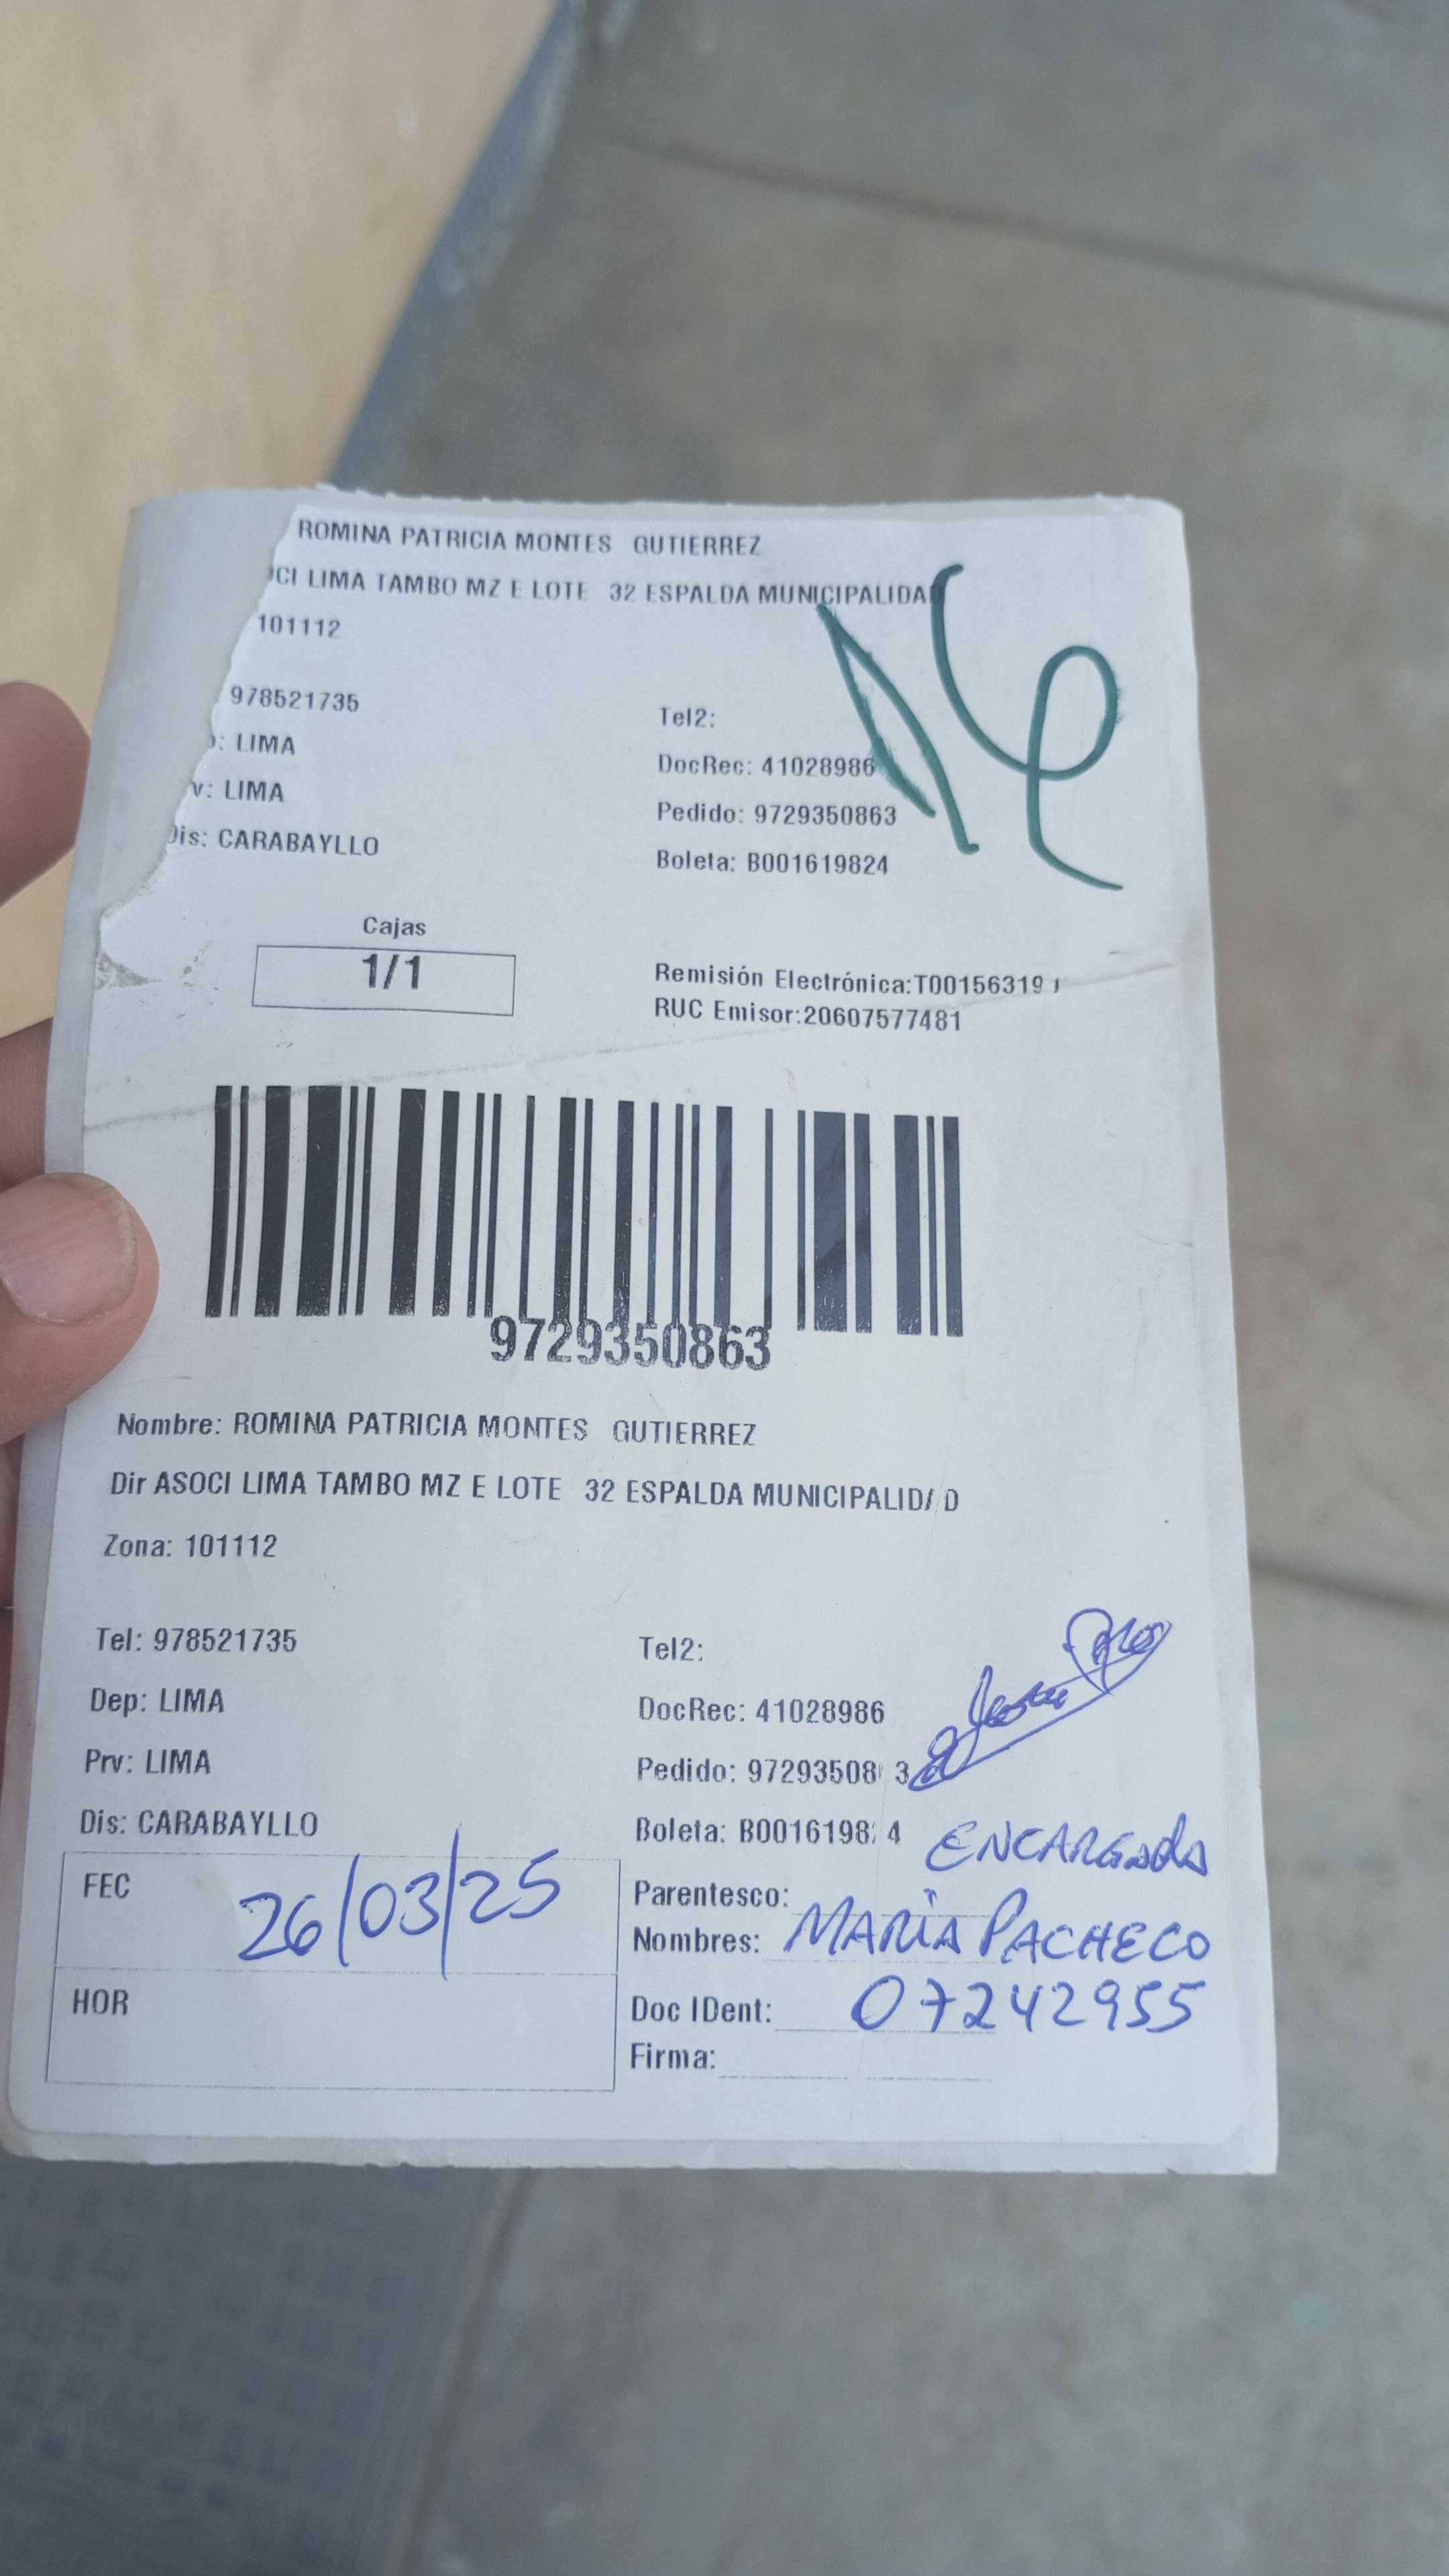 ROMINA PATRICIA MONTES GUTIERREZ
OCI LIMA TAMBO MZ E LOTE 32 ESPALDA MUNICIPALIDA
101112
978521735
Tel2:
: LIMA
DocRec: 41028986
v: LIMA
Pedido: 9729350863
Dis: CARABAYLLO
Boleta: B001619824
Cajas
1/1
Remisión Electrónica:T00156319
RUC Emisor:20607577481
9729350863
Nombre: ROMINA PATRICIA MONTES GUTIERREZ
Dir ASOCI LIMA TAMBO MZ E LOTE 32 ESPALDA MUNICIPALIDAD
Zona: 101112
Tel: 978521735
Tel2:
Dep: LIMA
DocRec: 41028986
Prv: LIMA
Pedido: 97293508 3
Dis: CARABAYLLO
Boleta: B0016198 4
ENCARGADA
FEC 26/03/25
Parentesco:
Nombres: MARÍA PACHECO
HOR
Doc IDent: 07242955
Firma: